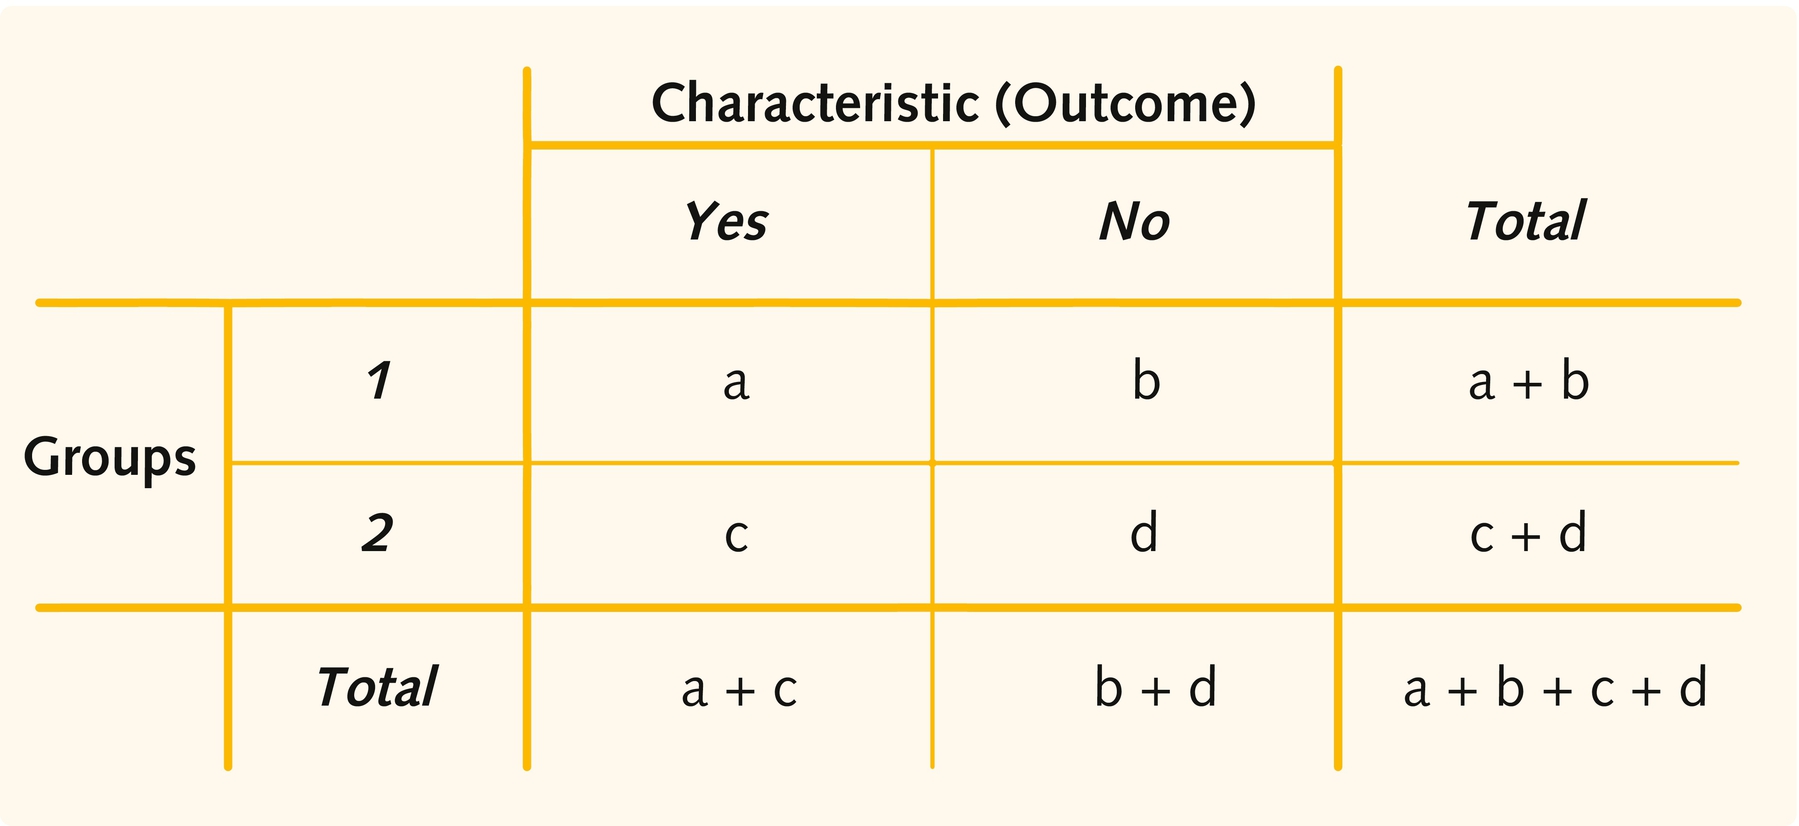 Characteristic (Outcome)
Yes No Total
1 a b a + b
Groups
2 c d c + d
Total a + c b + d a + b + c + d